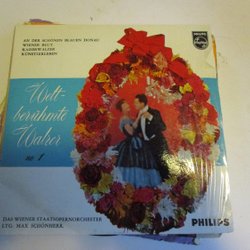 AN DER SCHÖNEN BLAUEN DONAU
WIENER BLUT
KAISERWALZER
KÜNSTLERLEBEN
PHILIPS
Welt-
berühmte
Walzer
no 1
DAS WIENER STAATSOPERNORCHESTER
LTG. MAX SCHÖNHERR
PHILIPS